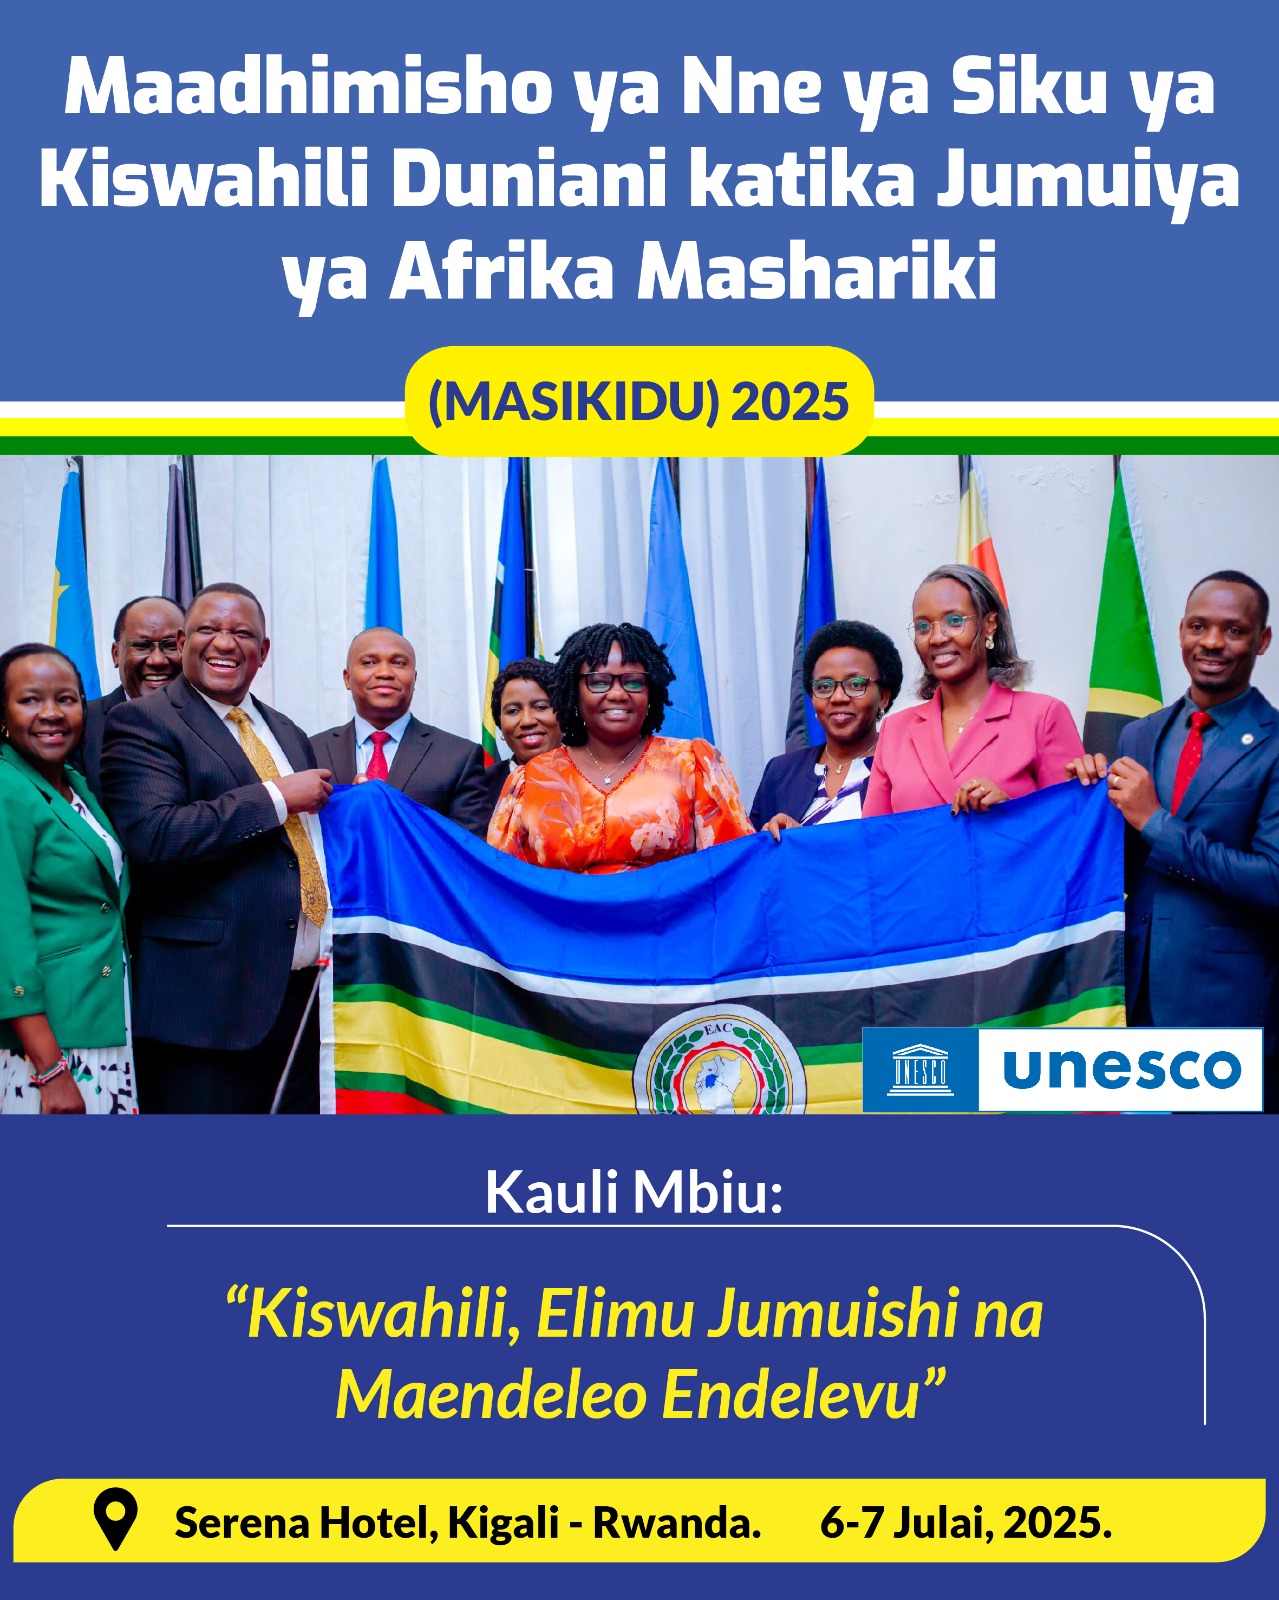 Maadhimisho ya Nne ya Siku ya
Kiswahili Duniani katika Jumuiya
ya Afrika Mashariki
(MASIKIDU) 2025
EAC
UNESCO
unesco
Kauli Mbiu:
“Kiswahili, Elimu Jumuishi na
Maendeleo Endelevu”
Serena Hotel, Kigali - Rwanda. 6-7 Julai, 2025.